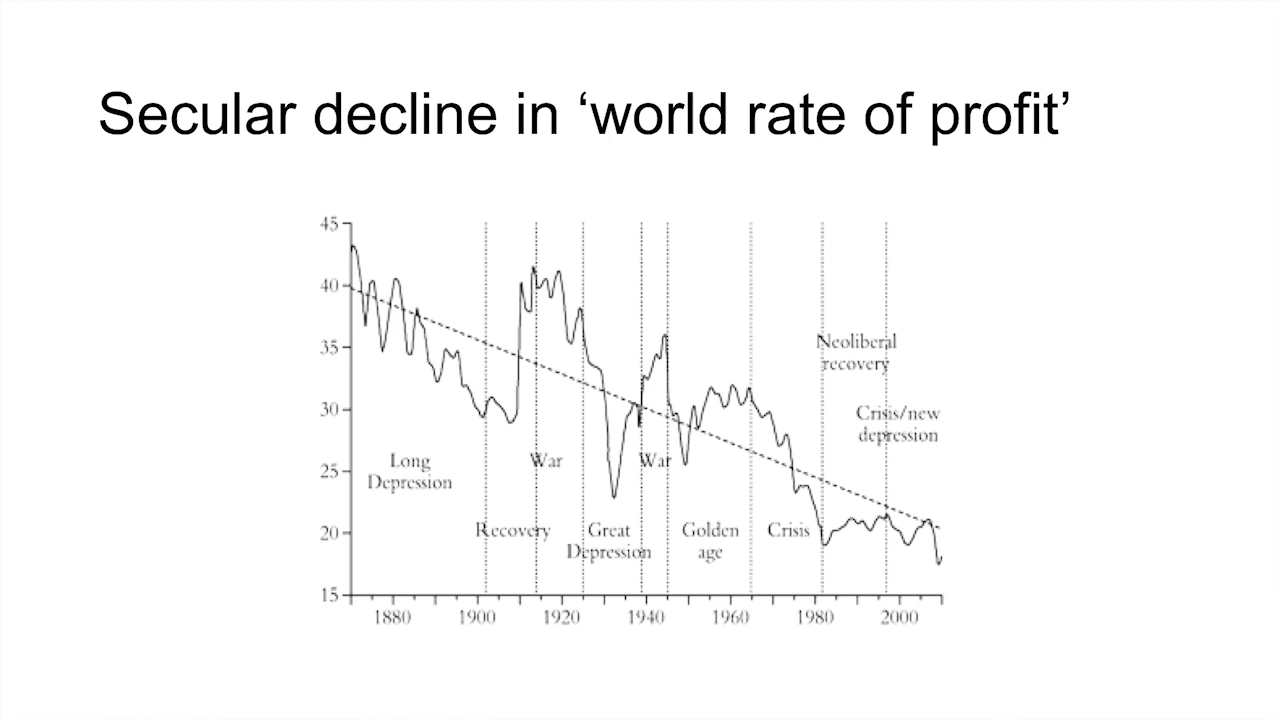 Secular decline in ‘world rate of profit’
45
40
35
30
25
20
15
Neoliberal
recovery
Crisis/new
depression
Long
Depression
War
War
Recovery
Great
Depression
Golden
age
Crisis
1880 1900 1920 1940 1960 1980 2000